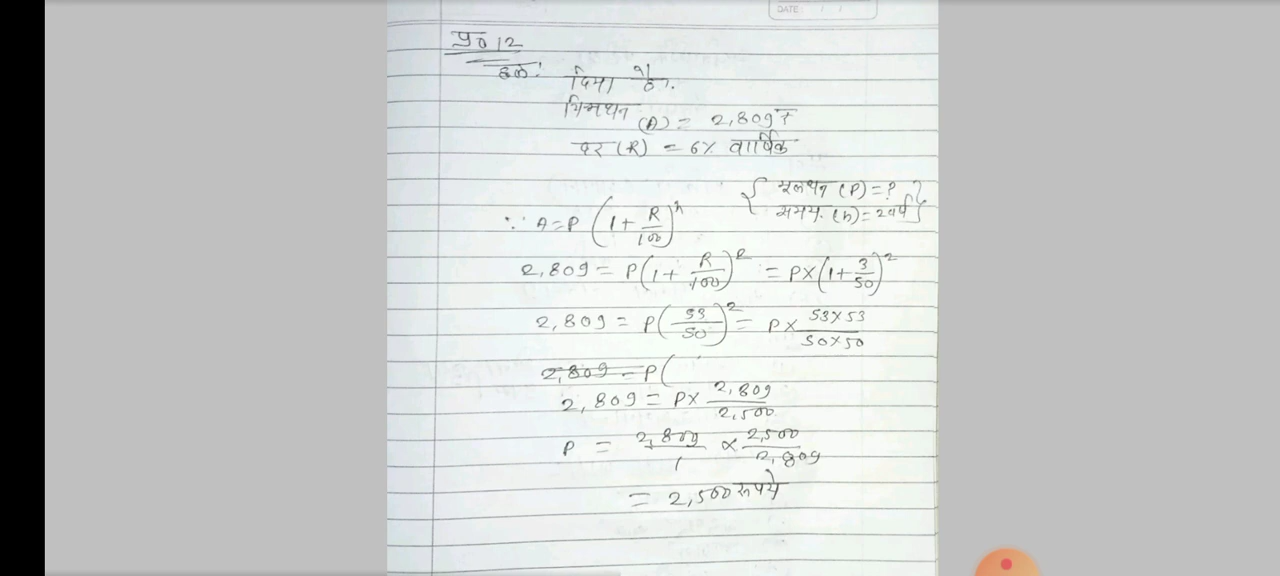 DATE: / /
प्र० 12
हल:
दिया है.
मिश्रधन (A) = 2,809 ₹
दर (R) = 6% वार्षिक
{ मूलधन (P) = ?
समय. (n) = 2 वर्ष }
∵ A = P (1 + R/100)^n
2,809 = P(1 + R/100)^2 = P×(1 + 3/50)^2
2,809 = P(53/50)^2 = P× 53×53/50×50
2,809 = P(
2,809 = P× 2,809/2,500
P = 2,809/1 × 2,500/2,809
= 2,500 रूपये